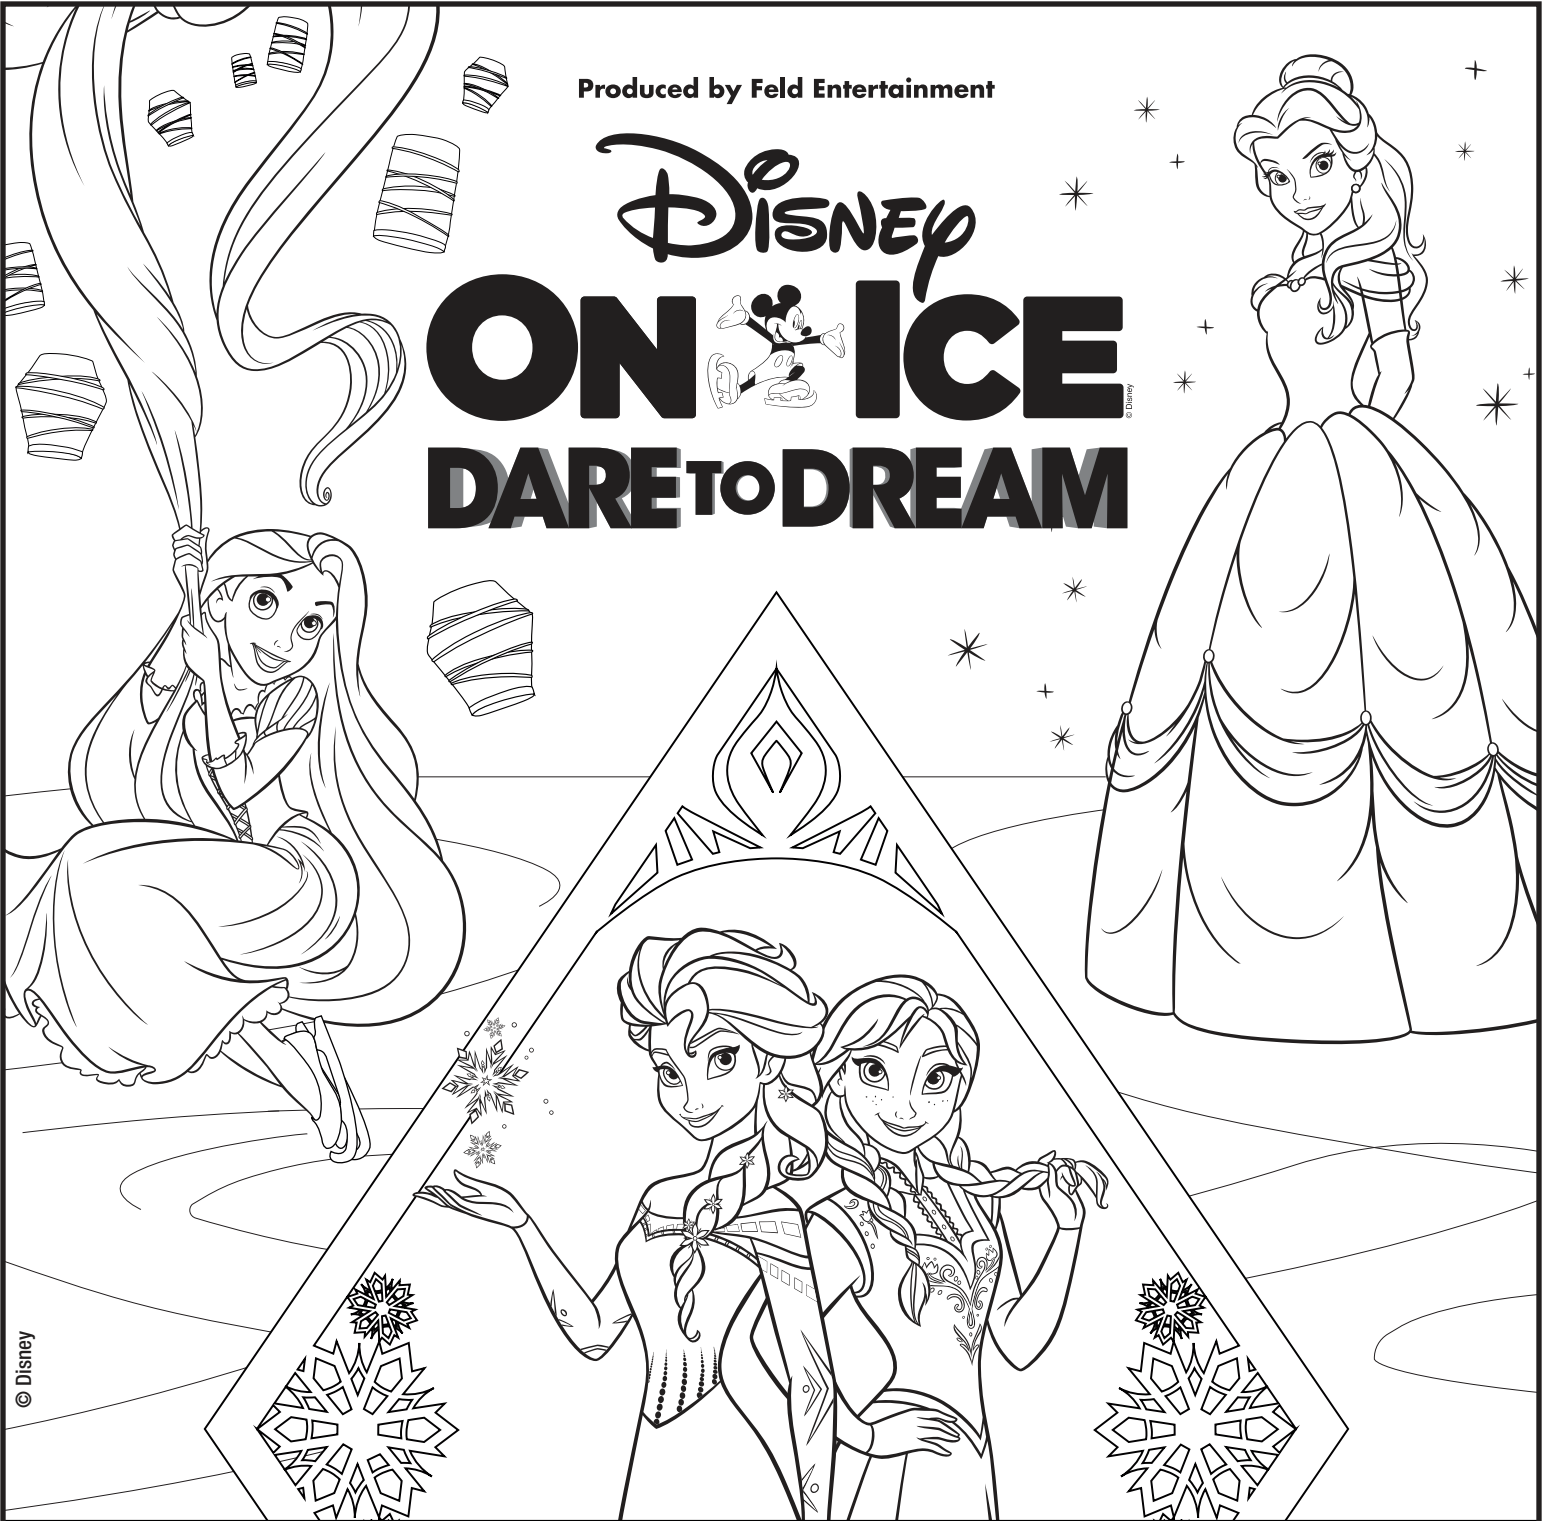 Produced by Feld Entertainment
Disney
ON ICE
© Disney
DARE TO DREAM
© Disney